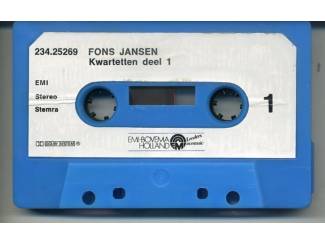 234.25269 FONS JANSEN
Kwartetten deel 1
EMI
Stereo
Stemra
1
EMI-BOVEMA
HOLLAND